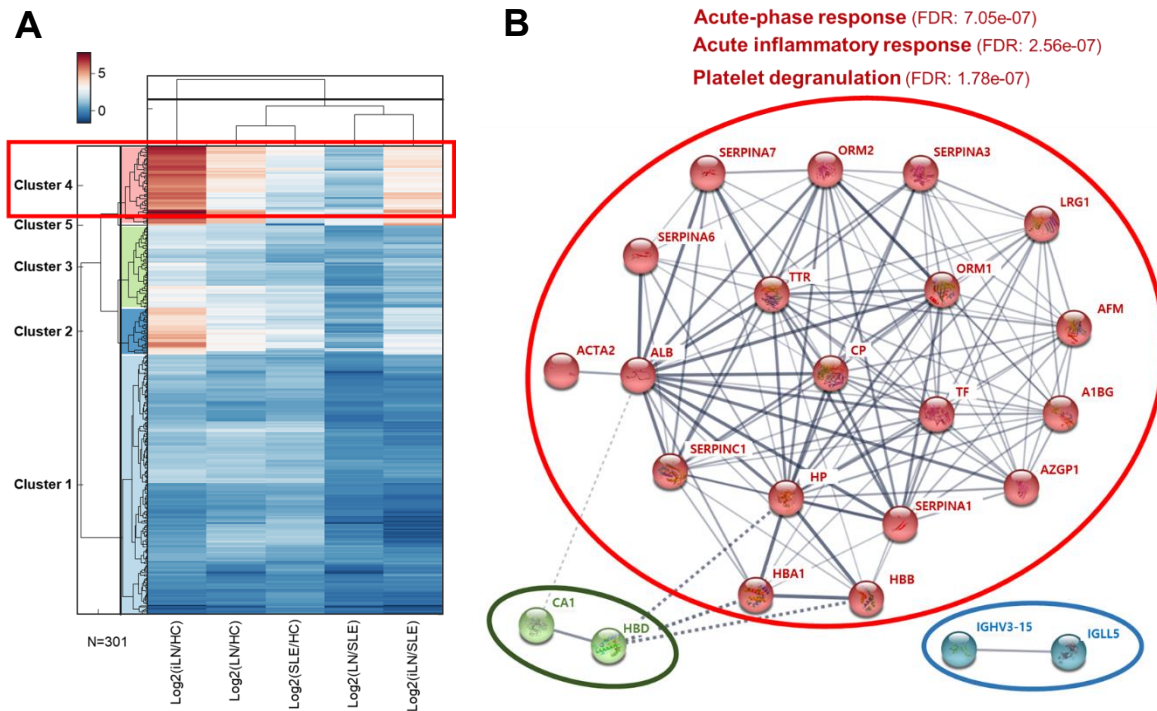 A
5
0
Cluster 4
Cluster 5
Cluster 3
Cluster 2
Cluster 1
N=301
Log2(iLN/HC)
Log2(LN/HC)
Log2(SLE/HC)
Log2(LN/SLE)
Log2(iLN/SLE)
B
Acute-phase response (FDR: 7.05e-07)
Acute inflammatory response (FDR: 2.56e-07)
Platelet degranulation (FDR: 1.78e-07)
SERPINA7
ORM2
SERPINA3
LRG1
SERPINA6
TTR
ORM1
AFM
ACTA2
ALB
CP
TF
A1BG
SERPINC1
HP
AZGP1
SERPINA1
HBA1
HBB
CA1
HBD
IGHV3-15
IGLL5